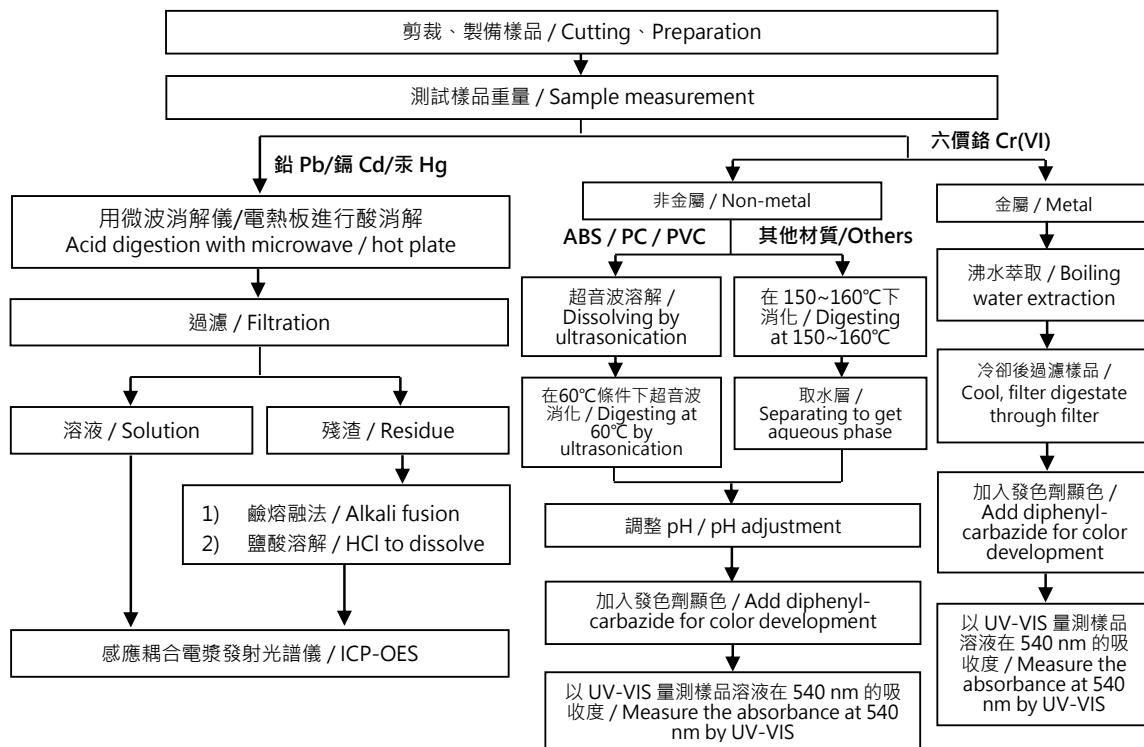 剪裁、製備樣品 / Cutting、Preparation
測試樣品重量 / Sample measurement
鉛 Pb/鎘 Cd/汞 Hg
六價鉻 Cr(VI)
用微波消解儀/電熱板進行酸消解
Acid digestion with microwave / hot plate
過濾 / Filtration
溶液 / Solution
殘渣 / Residue
1) 鹼熔融法 / Alkali fusion
2) 鹽酸溶解 / HCl to dissolve
感應耦合電漿發射光譜儀 / ICP-OES
非金屬 / Non-metal
ABS / PC / PVC
其他材質/Others
超音波溶解 /
Dissolving by
ultrasonication
在60℃條件下超音波
消化 / Digesting at
60℃ by
ultrasonication
在 150~160℃下
消化 / Digesting
at 150~160℃
取水層 /
Separating to get
aqueous phase
調整 pH / pH adjustment
加入發色劑顯色 / Add diphenyl-
carbazide for color development
以 UV-VIS 量測樣品溶液在 540 nm 的吸
收度 / Measure the absorbance at 540
nm by UV-VIS
金屬 / Metal
沸水萃取 / Boiling
water extraction
冷卻後過濾樣品 /
Cool, filter digestate
through filter
加入發色劑顯色 /
Add diphenyl-
carbazide for color
development
以 UV-VIS 量測樣品
溶液在 540 nm 的吸
收度 / Measure the
absorbance at 540
nm by UV-VIS